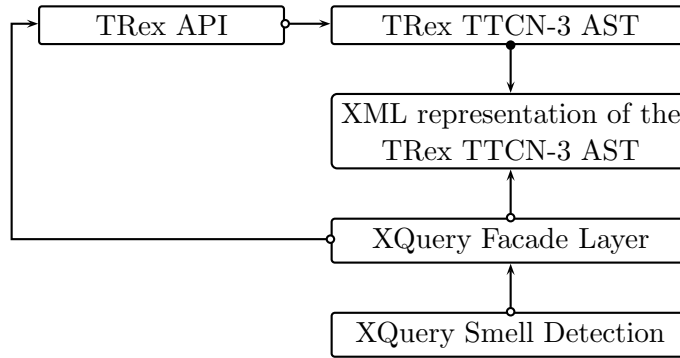 TRex API
TRex TTCN-3 AST
XML representation of the
TRex TTCN-3 AST
XQuery Facade Layer
XQuery Smell Detection